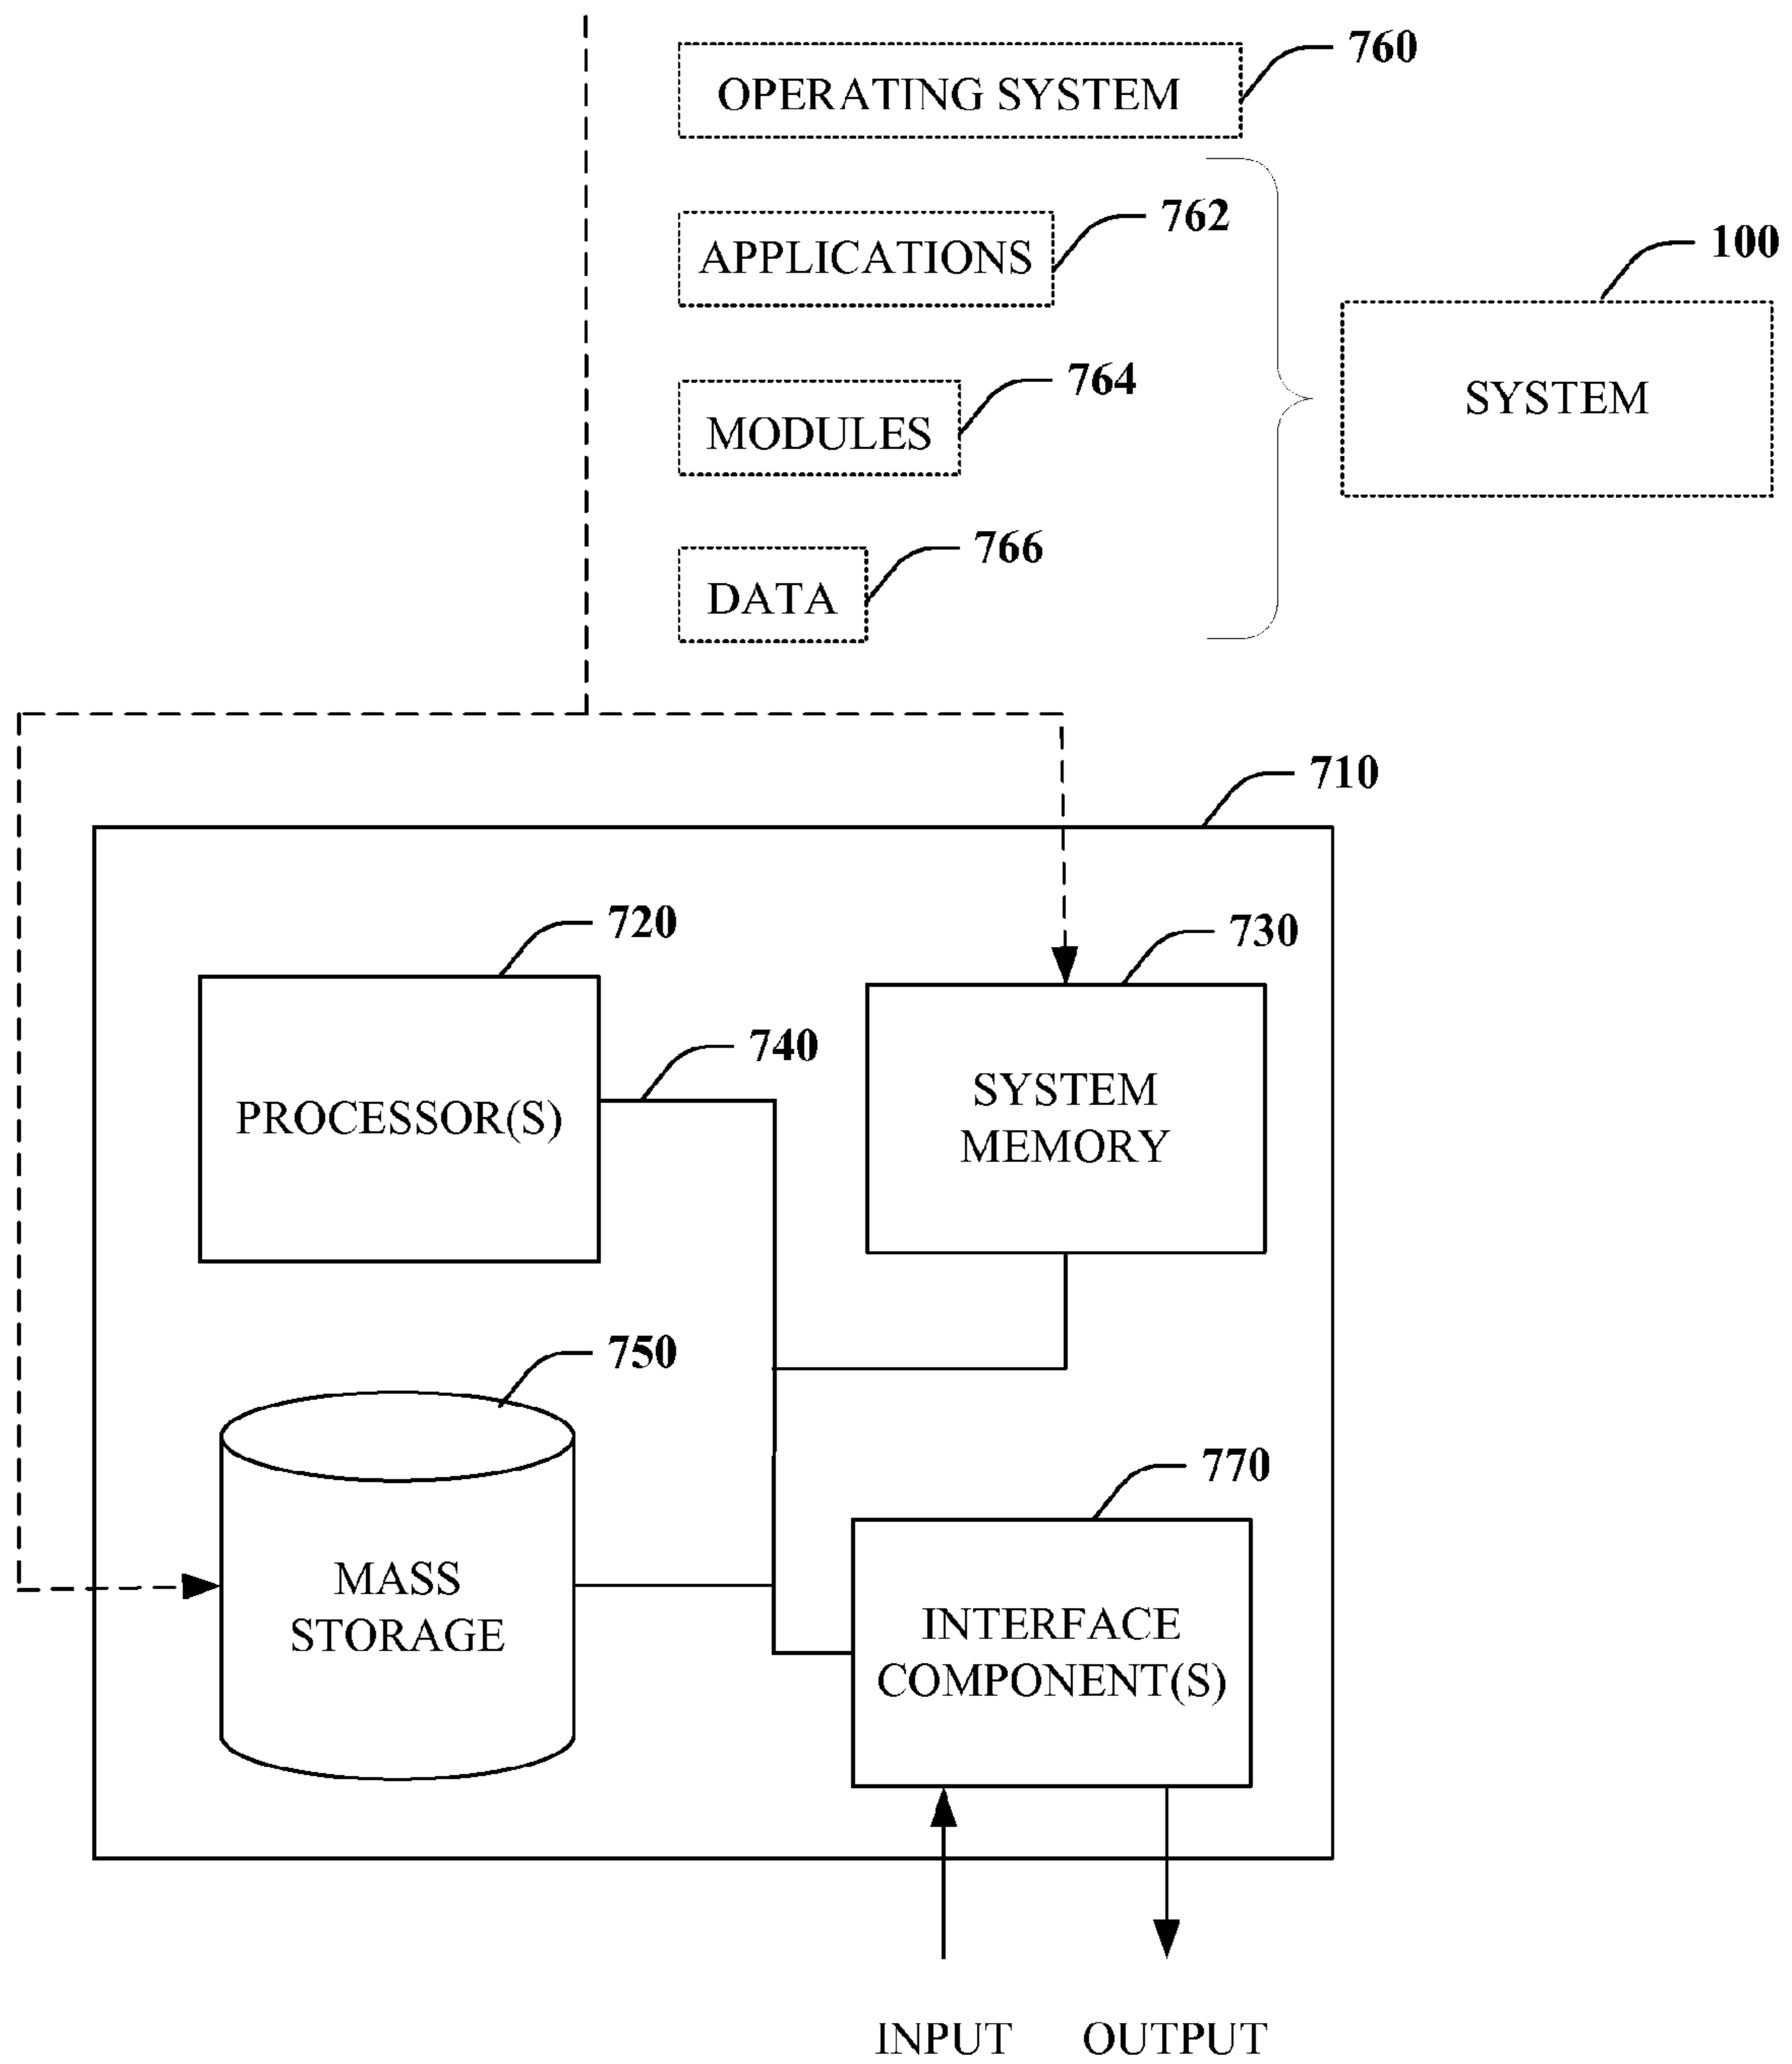 760
OPERATING SYSTEM
762
APPLICATIONS
100
SYSTEM
764
MODULES
766
DATA
710
720
730
PROCESSOR(S)
740
SYSTEM
MEMORY
750
770
MASS
STORAGE
INTERFACE
COMPONENT(S)
INPUT
OUTPUT